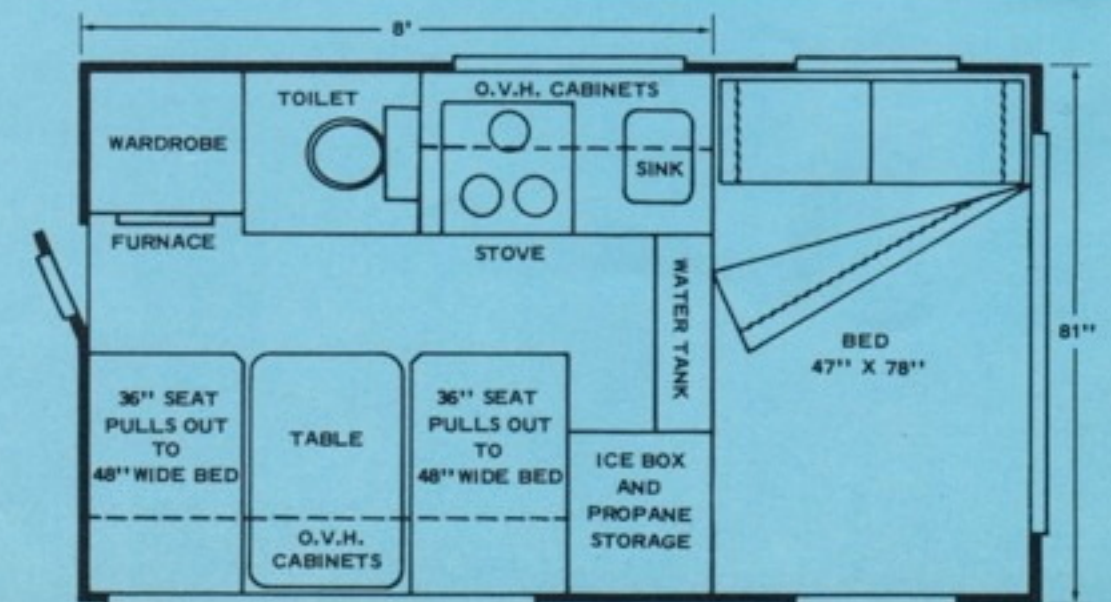 8'
O.V.H. CABINETS
TOILET
WARDROBE
SINK
FURNACE
STOVE
WATER TANK
81"
BED
47" X 78"
36" SEAT
PULLS OUT
TO
48" WIDE BED
TABLE
O.V.H.
CABINETS
36" SEAT
PULLS OUT
TO
48" WIDE BED
ICE BOX
AND
PROPANE
STORAGE